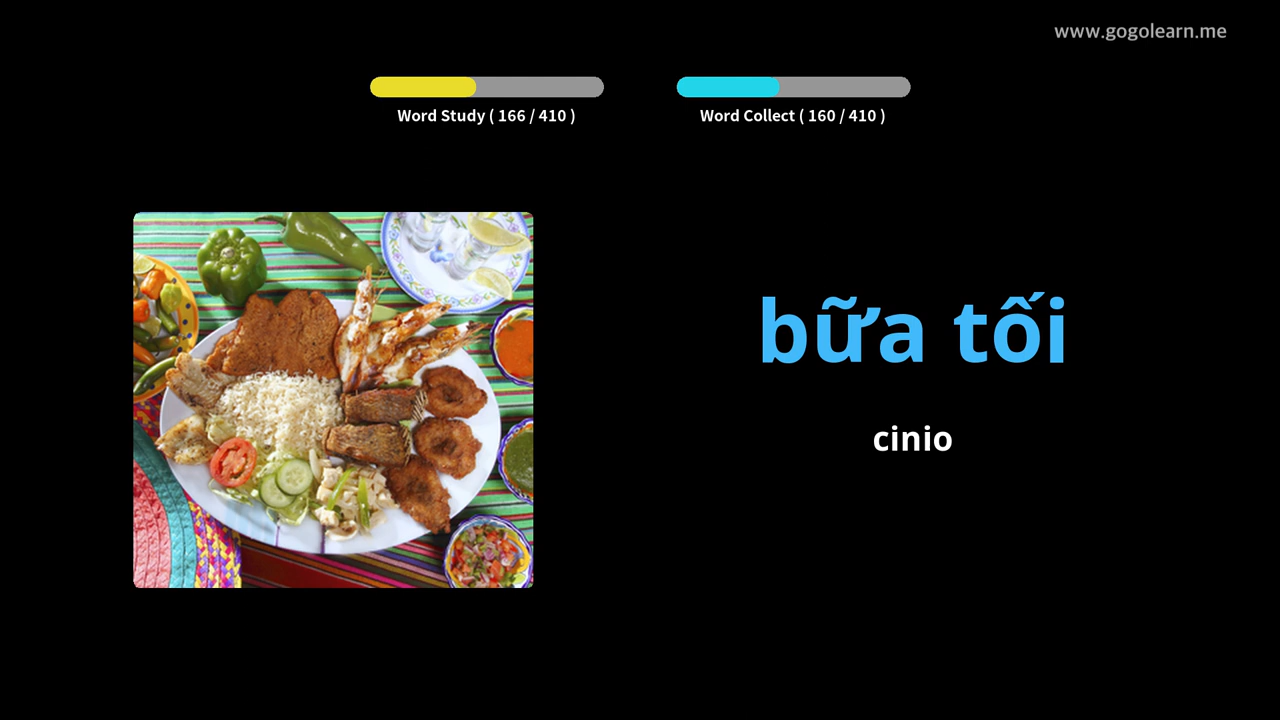 www.gogolearn.me
Word Study ( 166 / 410 )
Word Collect ( 160 / 410 )
bữa tối
cinio